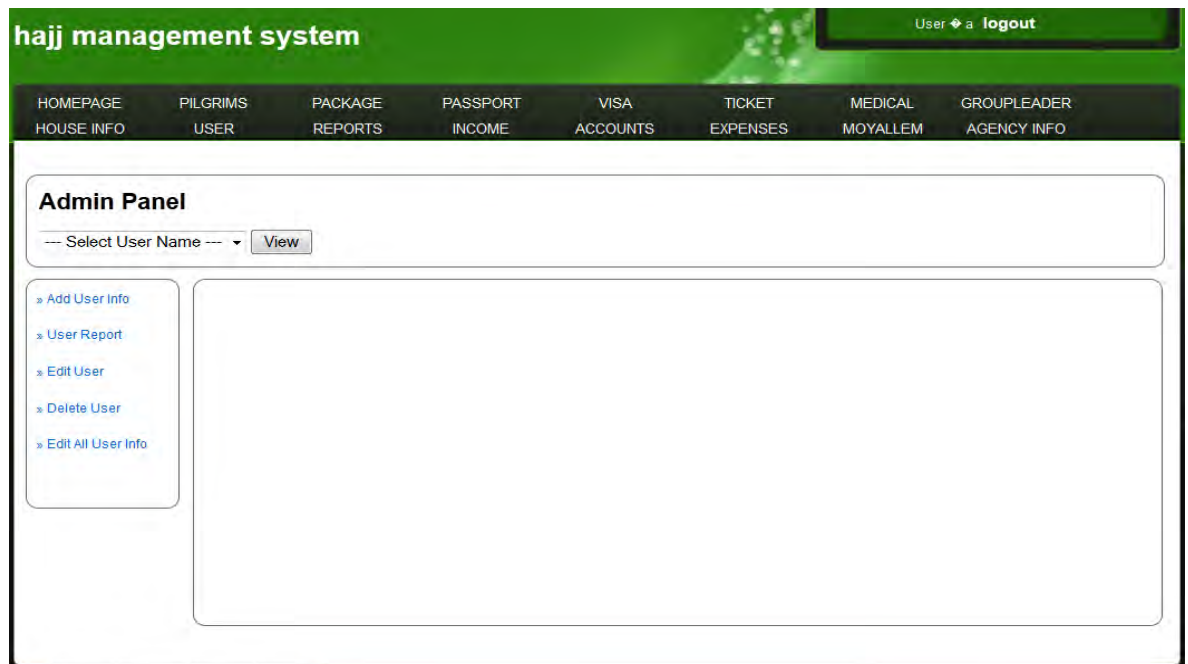 hajj management system
User � a logout
HOMEPAGE PILGRIMS PACKAGE PASSPORT VISA TICKET MEDICAL GROUPLEADER
HOUSE INFO USER REPORTS INCOME ACCOUNTS EXPENSES MOYALLEM AGENCY INFO
Admin Panel
--- Select User Name --- View
» Add User Info
» User Report
» Edit User
» Delete User
» Edit All User Info